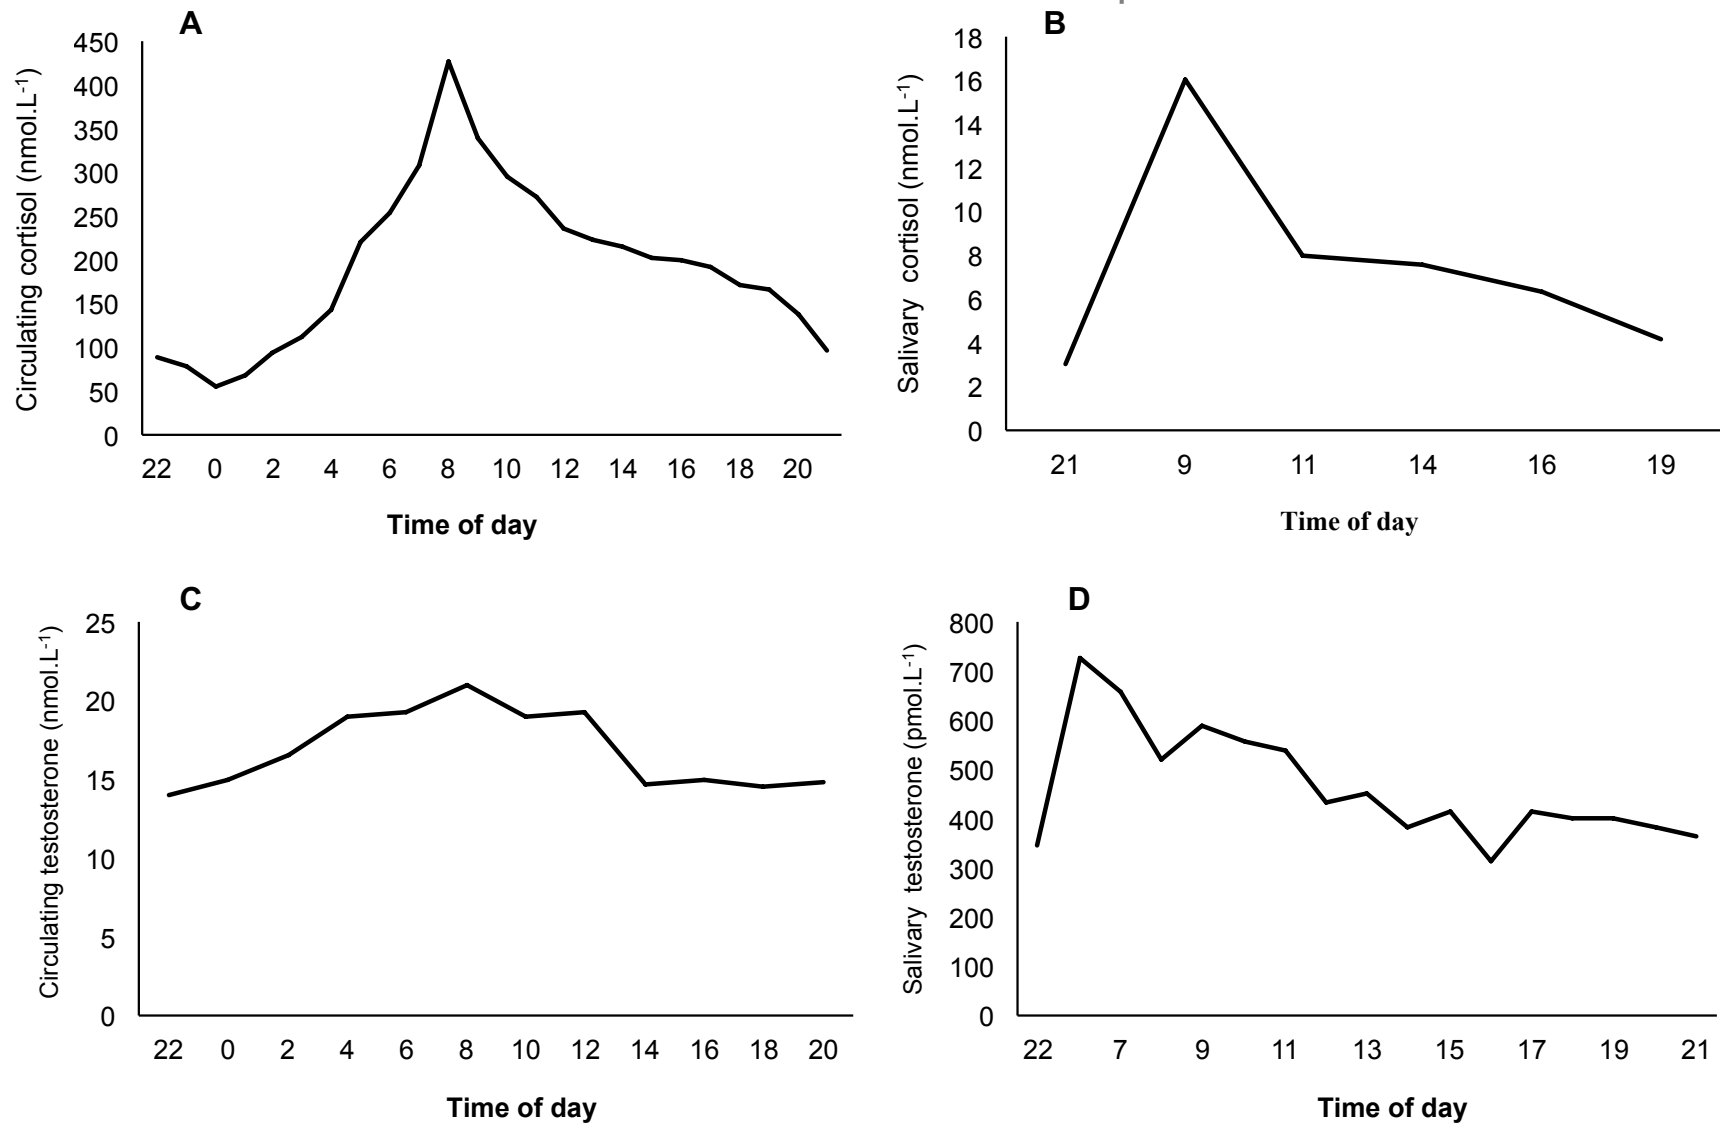 A
Circulating cortisol (nmol.L-1)
450
400
350
300
250
200
150
100
50
0
22 0 2 4 6 8 10 12 14 16 18 20
Time of day
B
Salivary cortisol (nmol.L-1)
18
16
14
12
10
8
6
4
2
0
21 9 11 14 16 19
Time of day
C
Circulating testosterone (nmol.L-1)
25
20
15
10
5
0
22 0 2 4 6 8 10 12 14 16 18 20
Time of day
D
Salivary testosterone (pmol.L-1)
800
700
600
500
400
300
200
100
0
22 7 9 11 13 15 17 19 21
Time of day